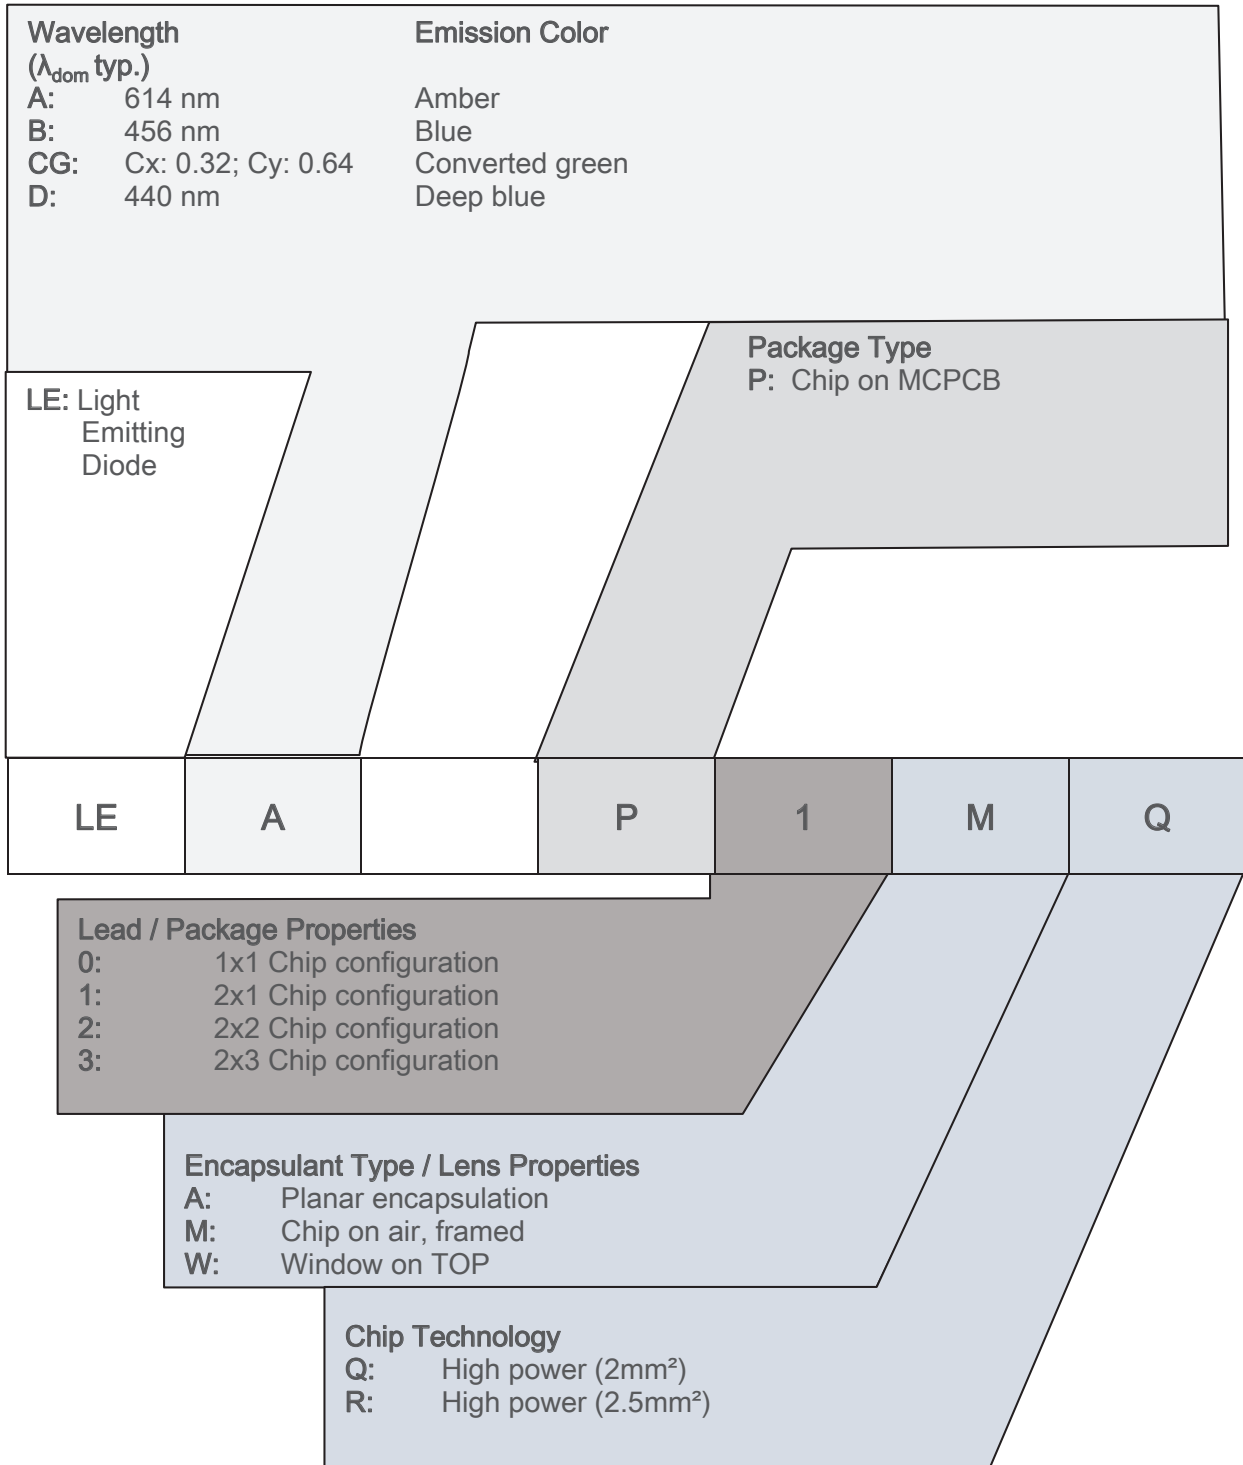 Wavelength Emission Color
(λdom typ.)
A: 614 nm Amber
B: 456 nm Blue
CG: Cx: 0.32; Cy: 0.64 Converted green
D: 440 nm Deep blue
Package Type
P: Chip on MCPCB
LE: Light
Emitting
Diode
LE A P 1 M Q
Lead / Package Properties
0: 1x1 Chip configuration
1: 2x1 Chip configuration
2: 2x2 Chip configuration
3: 2x3 Chip configuration
Encapsulant Type / Lens Properties
A: Planar encapsulation
M: Chip on air, framed
W: Window on TOP
Chip Technology
Q: High power (2mm²)
R: High power (2.5mm²)